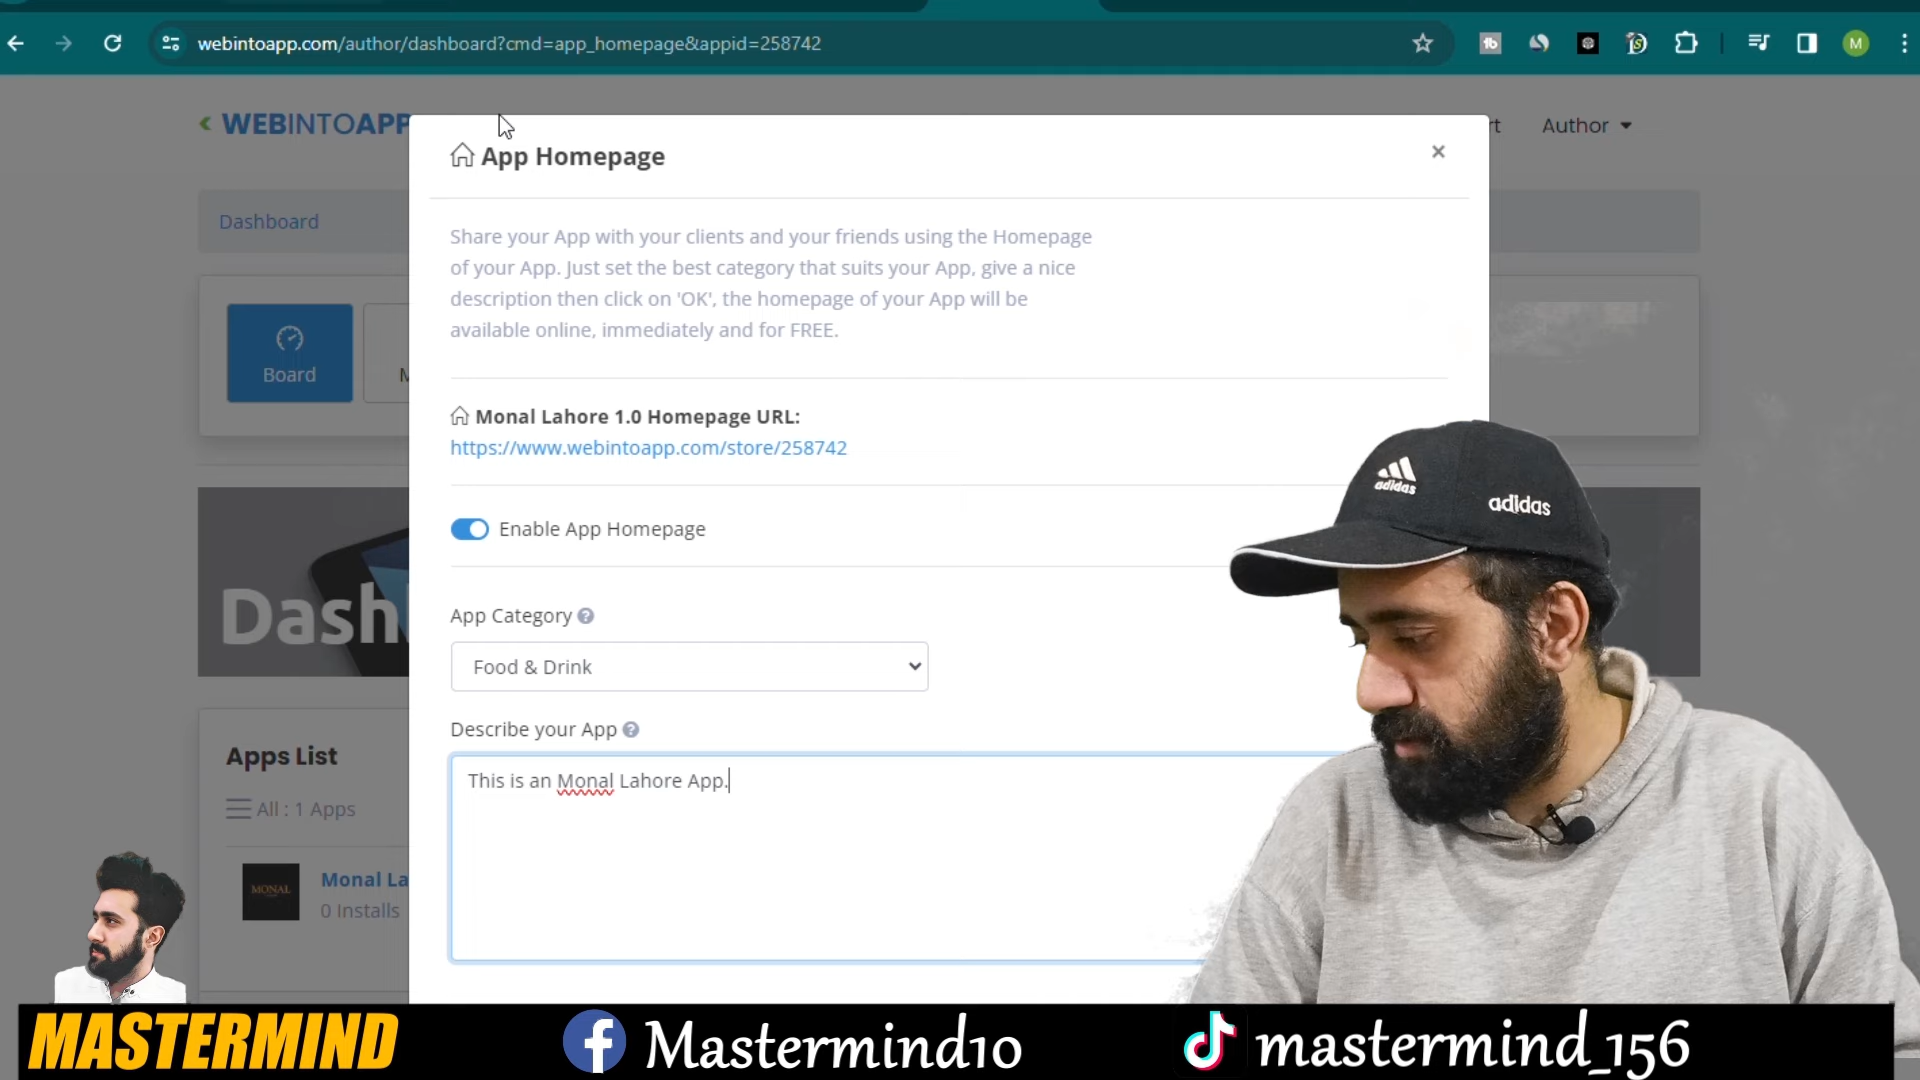 webintoapp.com/author/dashboard?cmd=app_homepage&appid=258742
M
WEBINTOAPP
rt
Author
App Homepage
×
Dashboard
Share your App with your clients and your friends using the Homepage
of your App. Just set the best category that suits your App, give a nice
description then click on 'OK', the homepage of your App will be
available online, immediately and for FREE.
Board
M
Monal Lahore 1.0 Homepage URL:
https://www.webintoapp.com/store/258742
adidas
adidas
Enable App Homepage
Dash
App Category ?
Food & Drink
Describe your App ?
This is an Monal Lahore App.
Apps List
All : 1 Apps
MONAL
Monal La
0 Installs
MASTERMIND
Mastermind10
mastermind_156